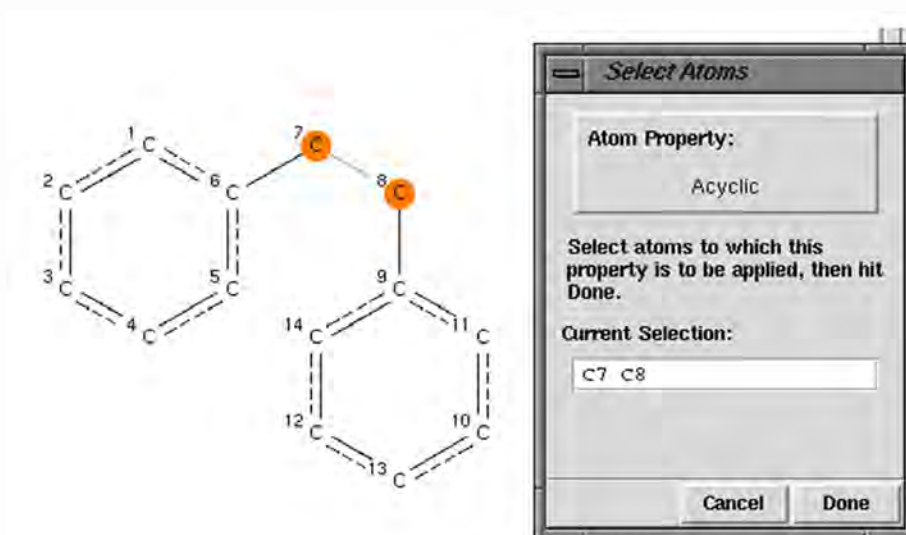 Select Atoms
Atom Property:
Acyclic
Select atoms to which this
property is to be applied, then hit
Done.
Current Selection:
C7 C8
Cancel Done
1 C
2 C
3 C
4 C
5 C
6 C
7 C
8 C
9 C
14 C
11 C
12 C
10 C
13 C